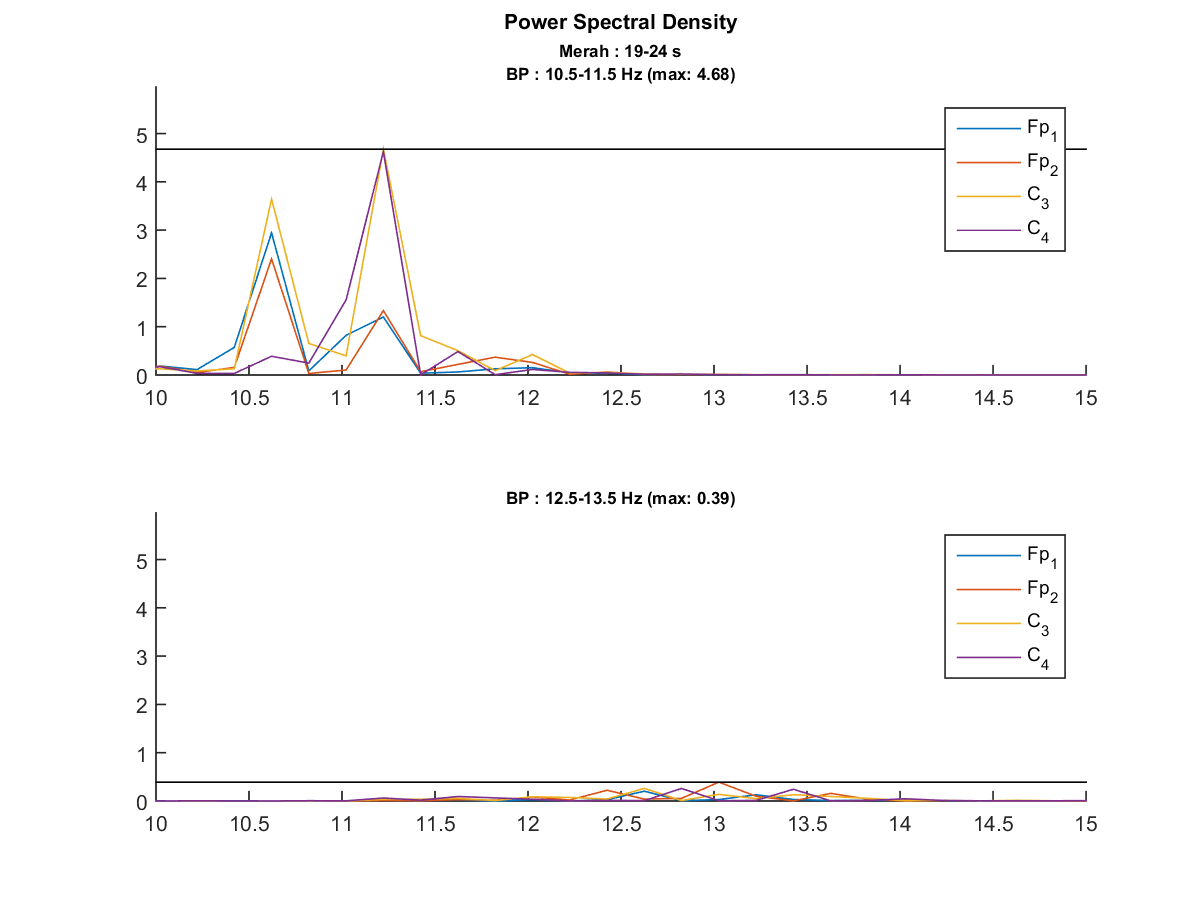 Power Spectral Density
Merah : 19-24 s
BP : 10.5-11.5 Hz (max: 4.68)
5
4
3
2
1
0
10 10.5 11 11.5 12 12.5 13 13.5 14 14.5 15
Fp1
Fp2
C3
C4
BP : 12.5-13.5 Hz (max: 0.39)
5
4
3
2
1
0
10 10.5 11 11.5 12 12.5 13 13.5 14 14.5 15
Fp1
Fp2
C3
C4